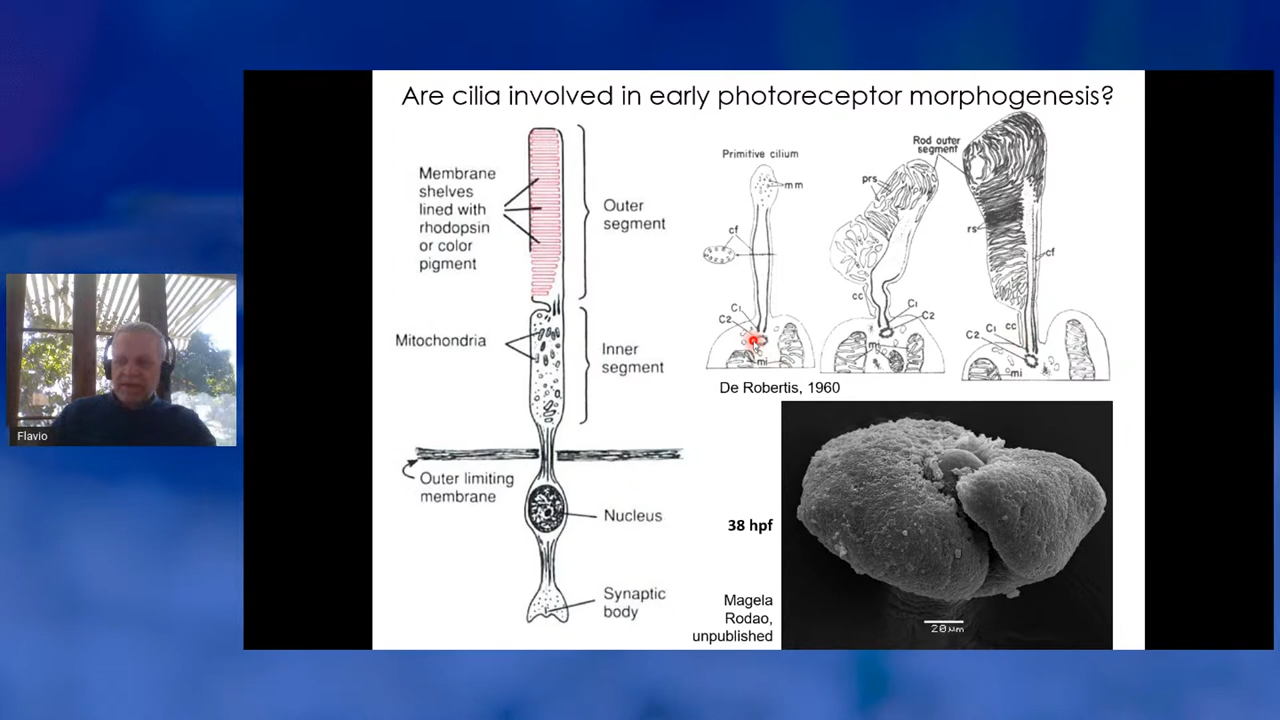 Are cilia involved in early photoreceptor morphogenesis?
Membrane
shelves
lined with
rhodopsin
or color
pigment
Outer
segment
Mitochondria
Inner
segment
Outer limiting
membrane
Nucleus
Synaptic
body
Primitive cilium
mm
cf
C1
C2
mi
prs
cc
C1
C2
mi
Rod outer
segment
rs
cf
cc
C1
C2
mi
De Robertis, 1960
38 hpf
Magela
Rodao,
unpublished
20 µm
Flavio